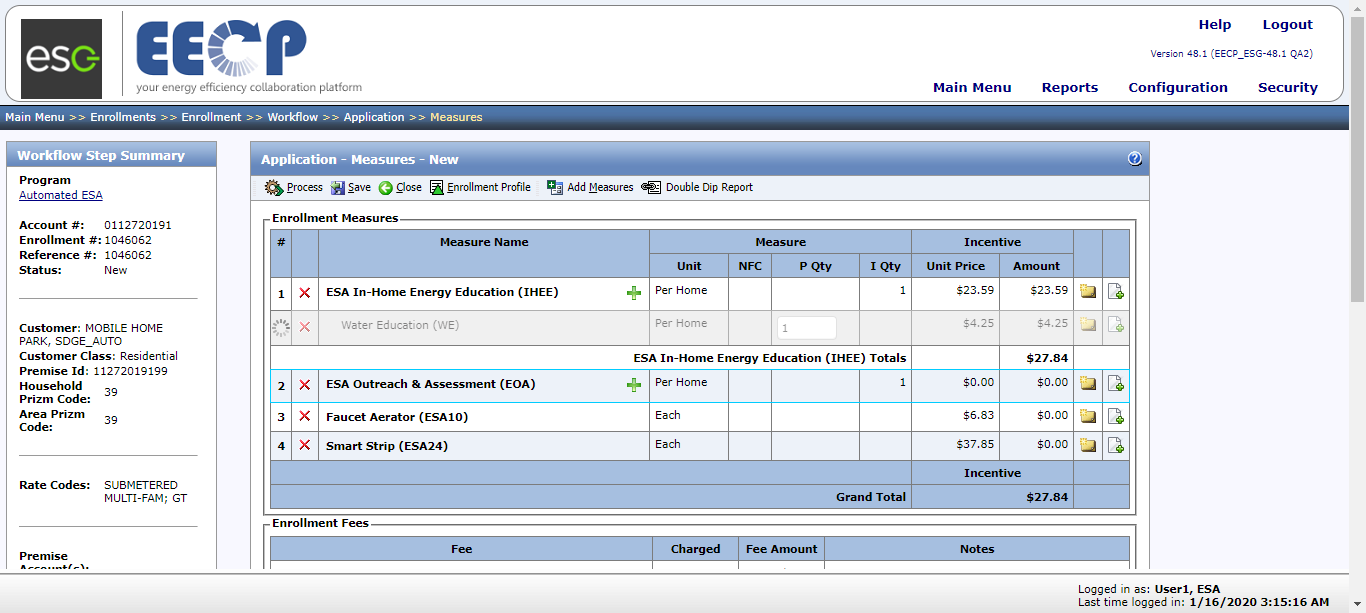 Help Logout
esg
EECP
Version 48.1 (EECP_ESG-48.1 QA2)
your energy efficiency collaboration platform
Main Menu Reports Configuration Security
Main Menu >> Enrollments >> Enrollment >> Workflow >> Application >> Measures
Workflow Step Summary
Program
Automated ESA
Account #: 0112720191
Enrollment #: 1046062
Reference #: 1046062
Status: New
Customer: MOBILE HOME
PARK, SDGE_AUTO
Customer Class: Residential
Premise Id: 11272019199
Household
Prizm Code: 39
Area Prizm
Code: 39
Rate Codes: SUBMETERED
MULTI-FAM; GT
Premise
Account(s):
Application - Measures - New
?
Process Save Close Enrollment Profile Add Measures Double Dip Report
Enrollment Measures
# Measure Name Measure Incentive
Unit NFC P Qty I Qty Unit Price Amount
1 ESA In-Home Energy Education (IHEE) Per Home 1 $23.59 $23.59
Water Education (WE) Per Home 1 $4.25 $4.25
ESA In-Home Energy Education (IHEE) Totals $27.84
2 ESA Outreach & Assessment (EOA) Per Home 1 $0.00 $0.00
3 Faucet Aerator (ESA10) Each $6.83 $0.00
4 Smart Strip (ESA24) Each $37.85 $0.00
Incentive
Grand Total $27.84
Enrollment Fees
Fee Charged Fee Amount Notes
Logged in as: User1, ESA
Last time logged in: 1/16/2020 3:15:16 AM